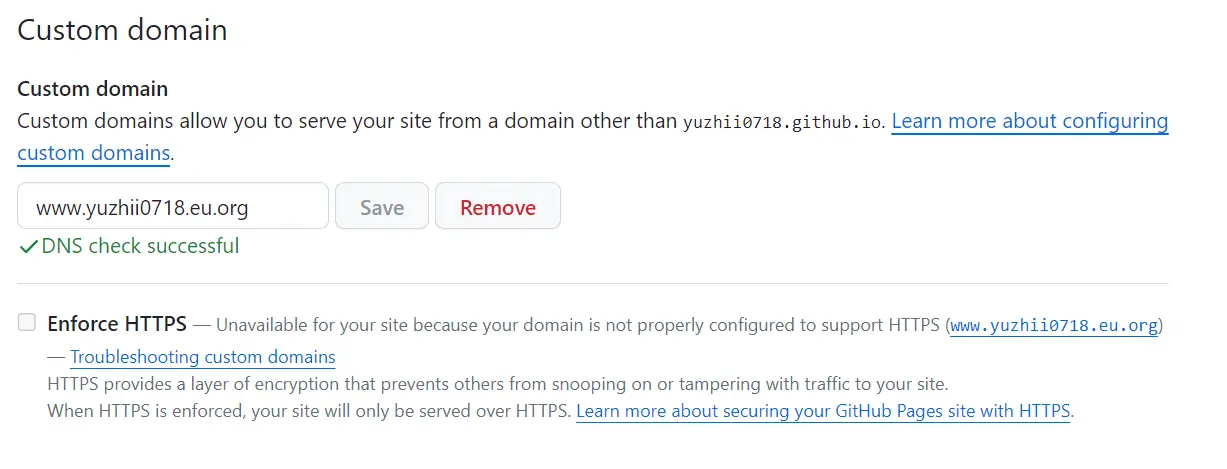 Custom domain
Custom domain
Custom domains allow you to serve your site from a domain other than yuzhii0718.github.io. Learn more about configuring
custom domains.
www.yuzhii0718.eu.org Save Remove
DNS check successful
Enforce HTTPS — Unavailable for your site because your domain is not properly configured to support HTTPS (www.yuzhii0718.eu.org)
— Troubleshooting custom domains
HTTPS provides a layer of encryption that prevents others from snooping on or tampering with traffic to your site.
When HTTPS is enforced, your site will only be served over HTTPS. Learn more about securing your GitHub Pages site with HTTPS.